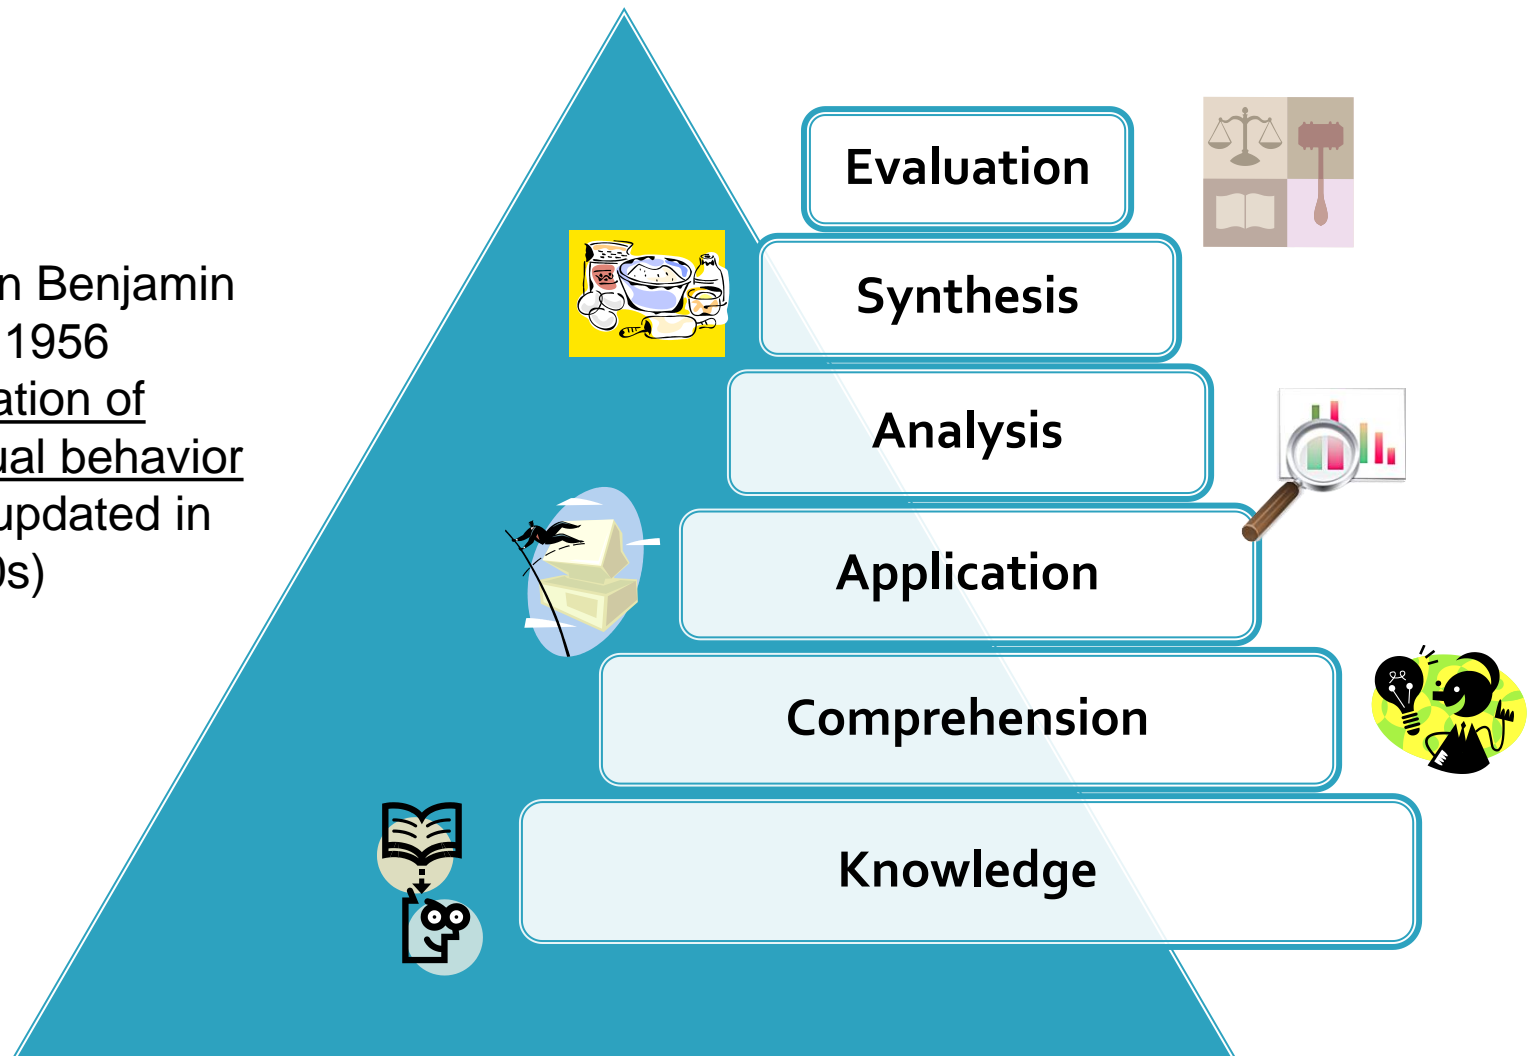 n Benjamin
1956
ation of
ual behavior
updated in
0s)
Evaluation
Synthesis
Analysis
Application
Comprehension
Knowledge